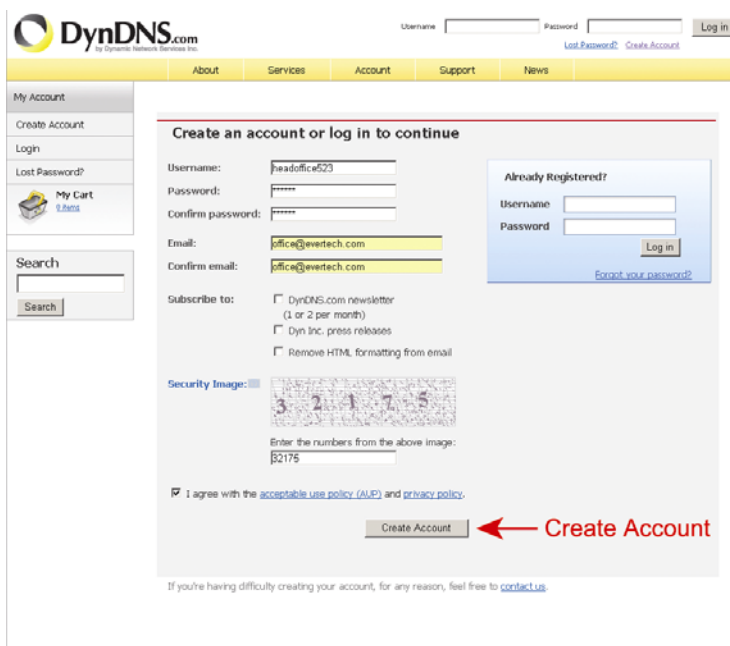 DynDNS.com
by Dynamic Network Services Inc.
Username
Password
Log in
Lost Password? Create Account
About Services Account Support News
My Account
Create Account
Login
Lost Password?
My Cart
0 items
Search
Search
Create an account or log in to continue
Username: headoffice523
Password: ******
Confirm password: ******
Email: office@evertech.com
Confirm email: office@evertech.com
Subscribe to:
DynDNS.com newsletter
(1 or 2 per month)
Dyn Inc. press releases
Remove HTML formatting from email
Security Image:
3 2 1 7 5
Enter the numbers from the above image:
32175
I agree with the acceptable use policy (AUP) and privacy policy.
Create Account
Create Account
Already Registered?
Username
Password
Log in
Forgot your password?
If you're having difficulty creating your account, for any reason, feel free to contact us.